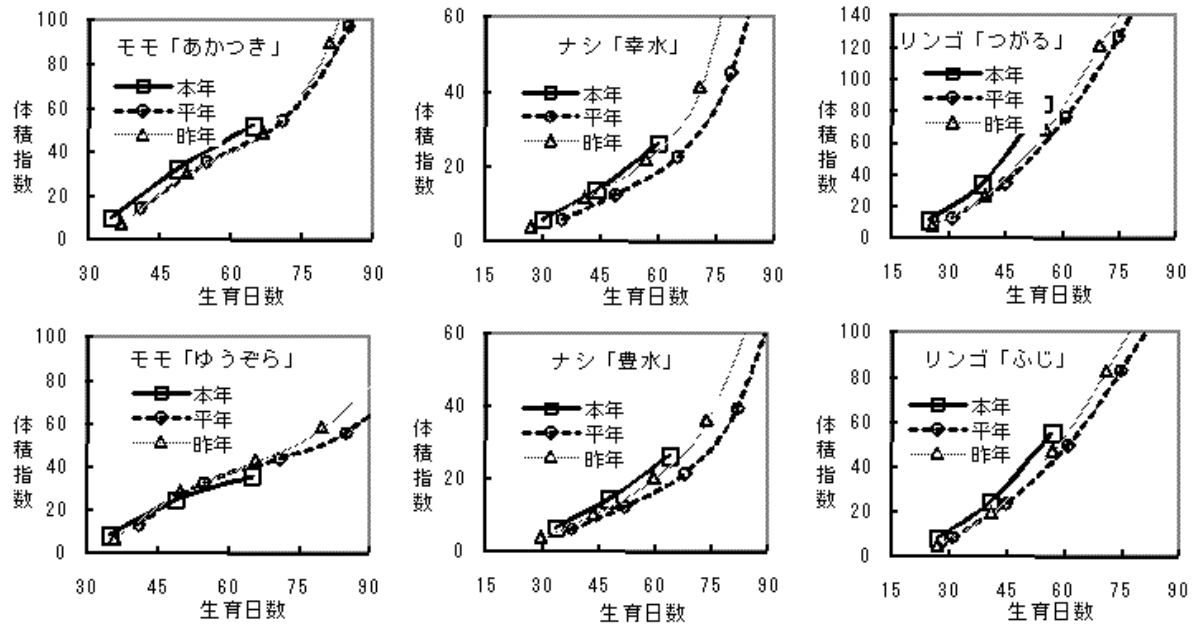 モモ「あかつき」
本年
平年
昨年
体積指数
100
80
60
40
20
0
30 45 60 75 90
生育日数
ナシ「幸水」
本年
平年
昨年
体積指数
60
40
20
0
15 30 45 60 75 90
生育日数
リンゴ「つがる」
本年
平年
昨年
体積指数
140
120
100
80
60
40
20
0
15 30 45 60 75 90
生育日数
モモ「ゆうぞら」
本年
平年
昨年
体積指数
100
80
60
40
20
0
30 45 60 75 90
生育日数
ナシ「豊水」
本年
平年
昨年
体積指数
60
40
20
0
15 30 45 60 75 90
生育日数
リンゴ「ふじ」
本年
平年
昨年
体積指数
100
80
60
40
20
0
15 30 45 60 75 90
生育日数